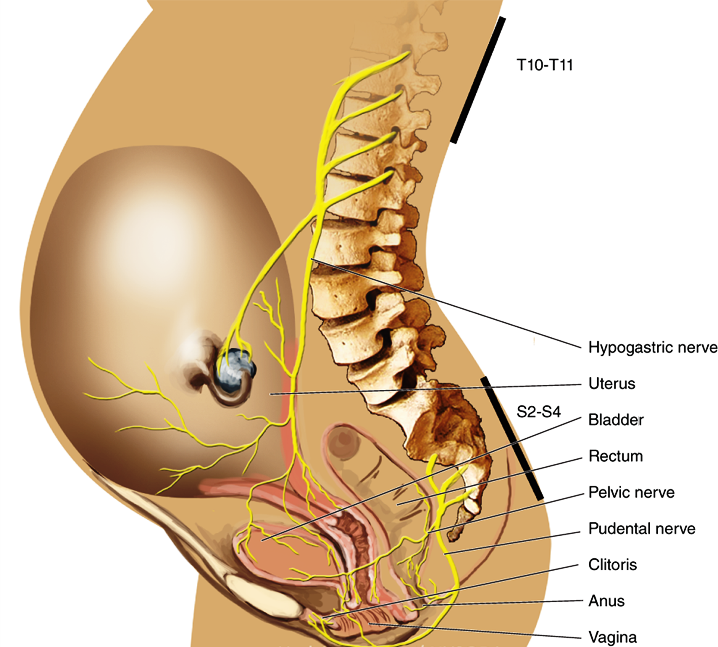 T10-T11
Hypogastric nerve
Uterus
S2-S4
Bladder
Rectum
Pelvic nerve
Pudental nerve
Clitoris
Anus
Vagina